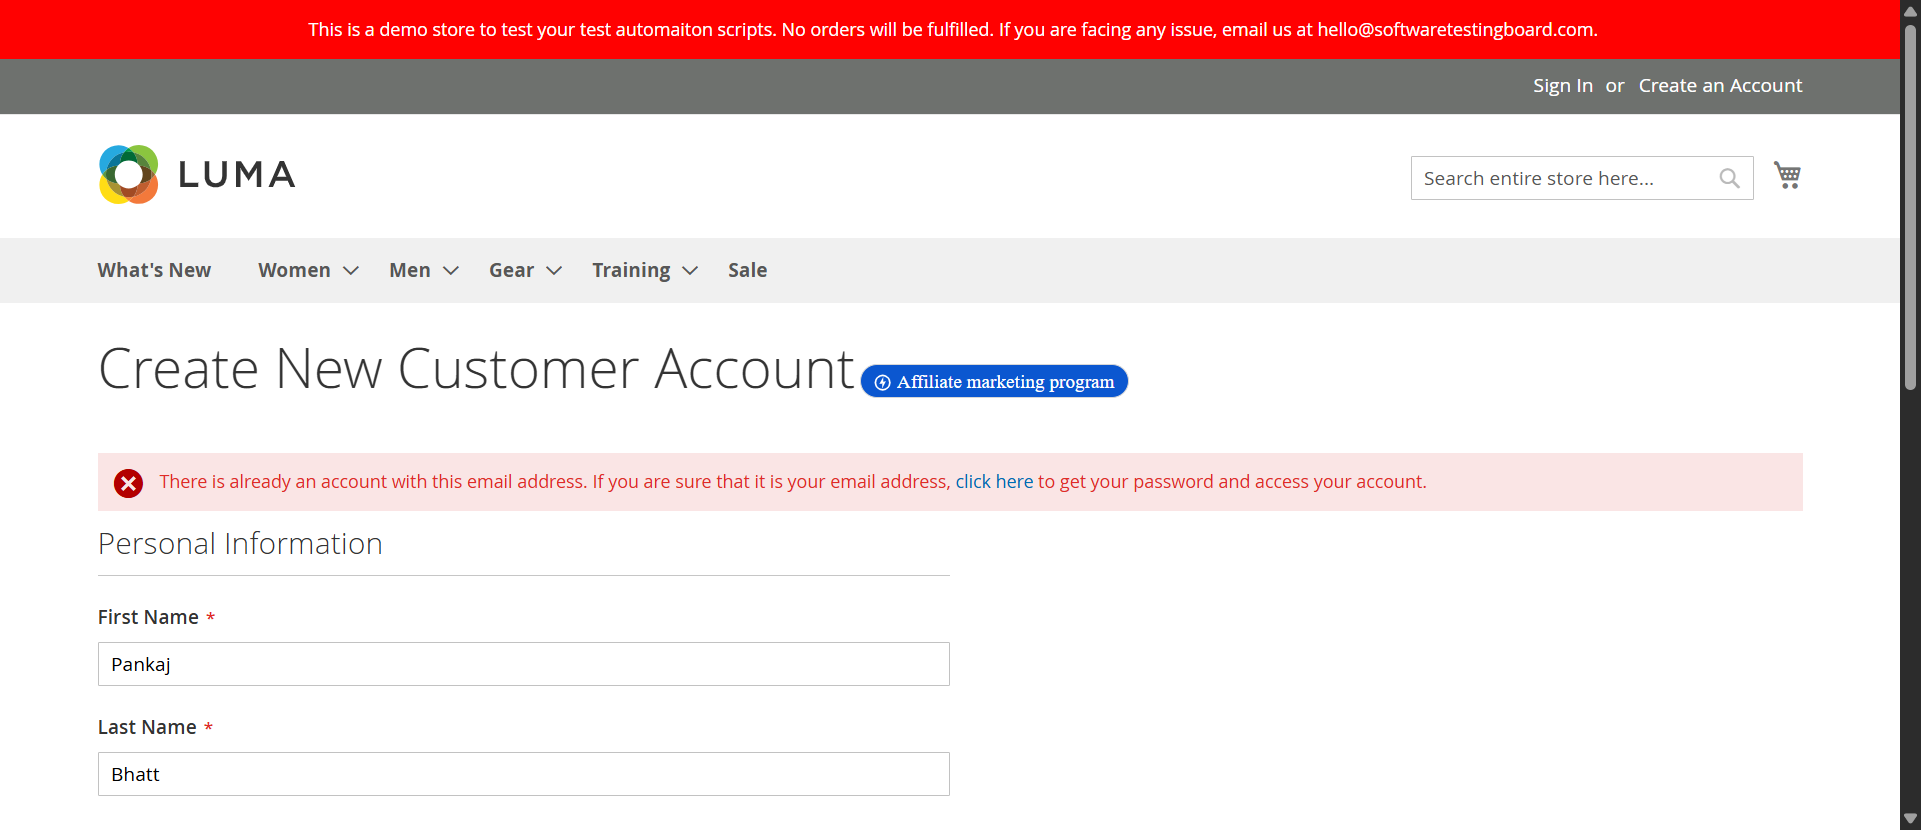 This is a demo store to test your test automaiton scripts. No orders will be fulfilled. If you are facing any issue, email us at hello@softwaretestingboard.com.
Sign In or Create an Account
LUMA
Search entire store here...
What's New Women Men Gear Training Sale
Create New Customer Account Affiliate marketing program
There is already an account with this email address. If you are sure that it is your email address, click here to get your password and access your account.
Personal Information
First Name *
Pankaj
Last Name *
Bhatt